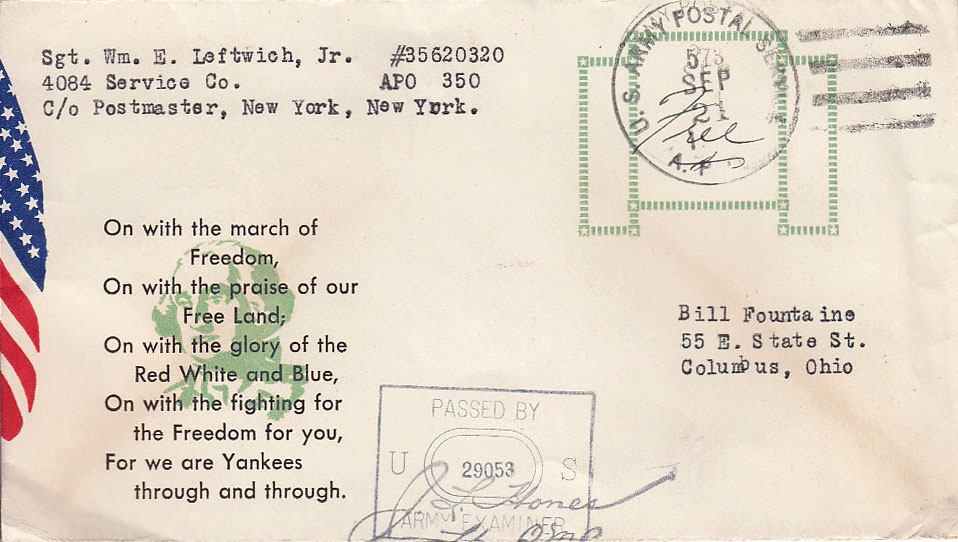 Sgt. Wm. E. Leftwich, Jr. #35620320
4084 Service Co. APO 350
C/o Postmaster, New York, New York.
U.S. ARMY POSTAL
SEP
21
Free
On with the march of
Freedom,
On with the praise of our
Free Land;
On with the glory of the
Red White and Blue,
On with the fighting for
the Freedom for you,
For we are Yankees
through and through.
Bill Fountaine
55 E. State St.
Columbus, Ohio
PASSED BY
U 29053 S
ARMY EXAMINER